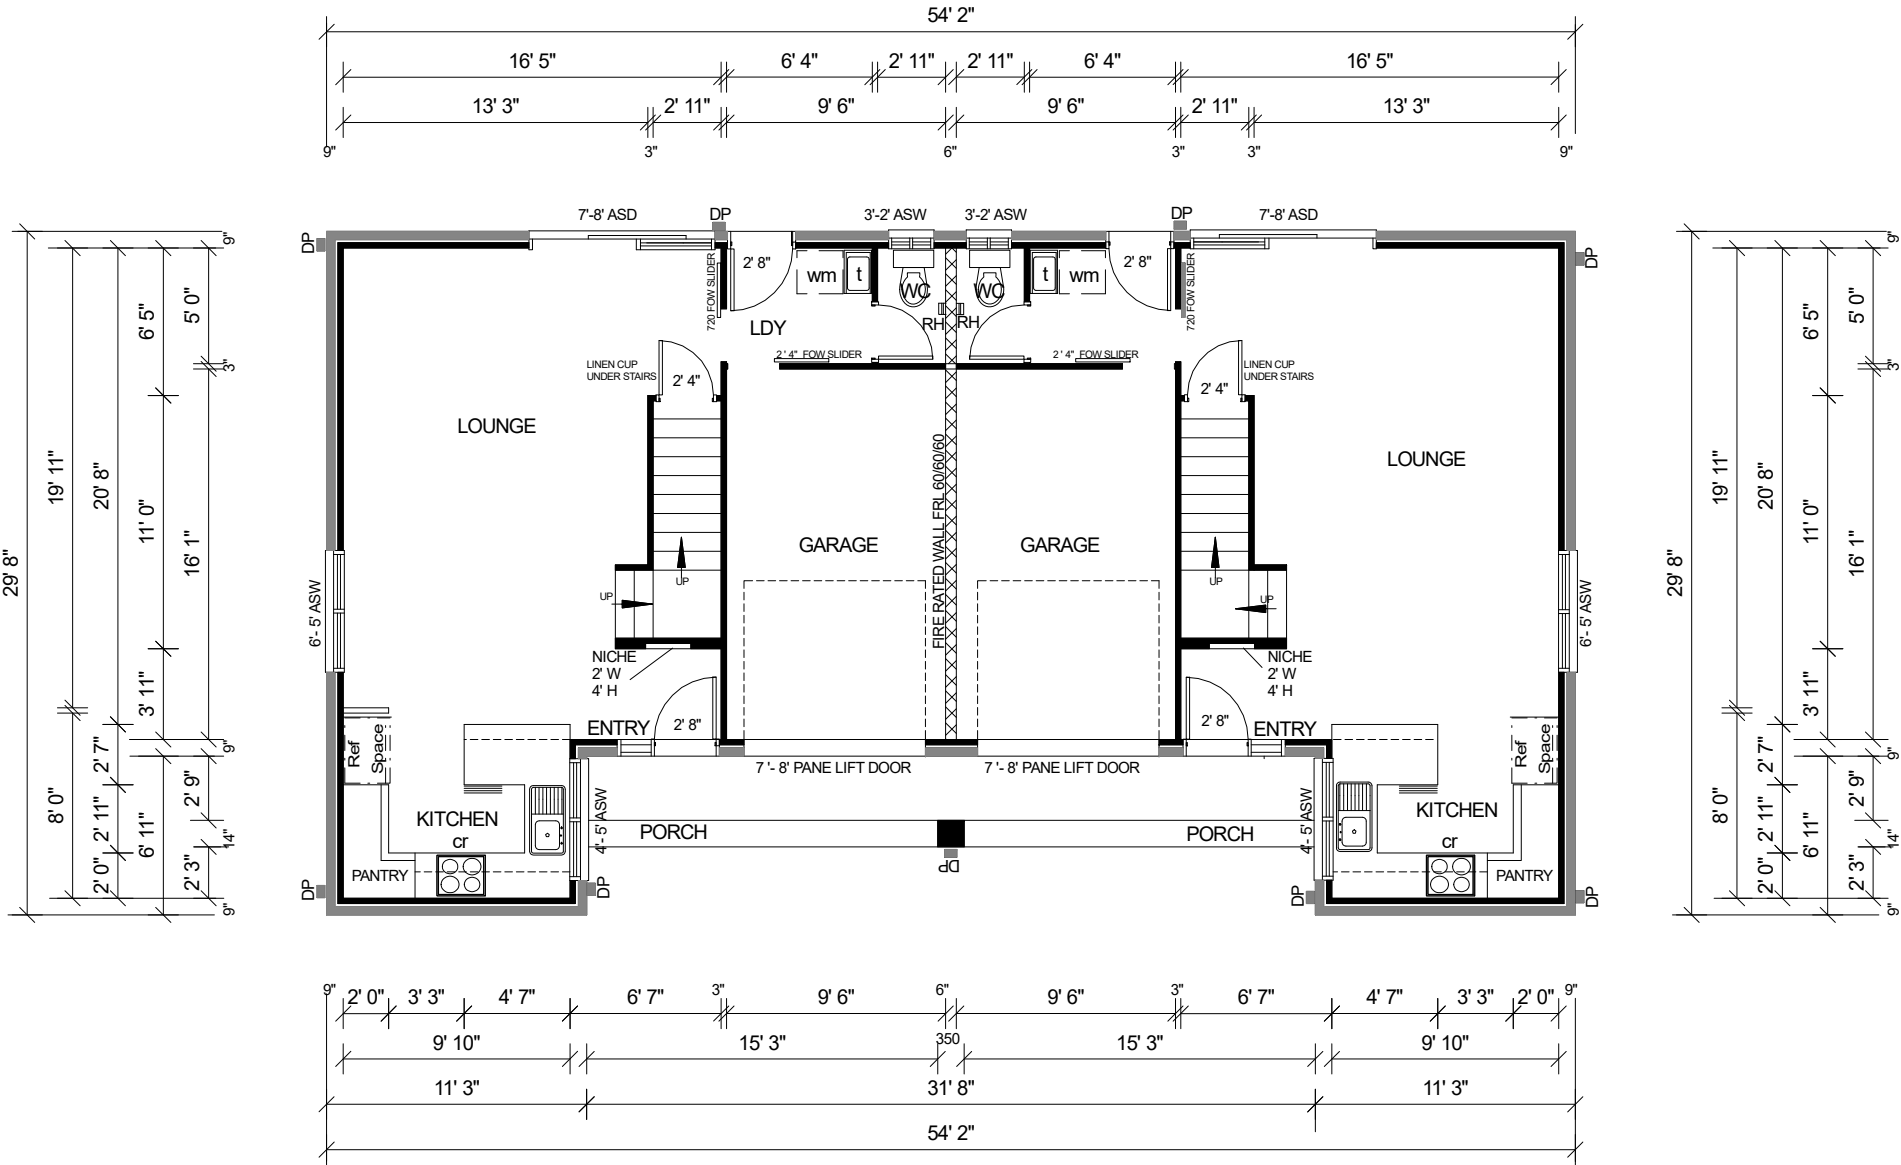 54' 2"
16' 5" 6' 4" 2' 11" 2' 11" 6' 4" 16' 5"
13' 3" 2' 11" 9' 6" 9' 6" 2' 11" 13' 3"
9" 3" 6" 3" 3" 9"
7'-8' ASD DP 3'-2' ASW 3'-2' ASW DP 7'-8' ASD
DP DP
9" 9"
2' 8" wm t WC WC t wm 2' 8"
720 FOW SLIDER 720 FOW SLIDER
5' 0" 6' 5" 6' 5" 5' 0"
LDY RH RH
2' 4" FOW SLIDER 2' 4" FOW SLIDER
3" 3"
LINEN CUP
UNDER STAIRS
2' 4"
2' 4"
LINEN CUP
UNDER STAIRS
LOUNGE LOUNGE
19' 11" 20' 8" 11' 0" 16' 1"
19' 11" 20' 8" 11' 0" 16' 1"
FIRE RATED WALL FRL 60/60/60
GARAGE GARAGE
29' 8" 29' 8"
UP UP
UP UP
6'- 5' ASW 6'- 5' ASW
NICHE
2' W
4' H
NICHE
2' W
4' H
3' 11" 3' 11"
ENTRY 2' 8" 2' 8" ENTRY
Ref
Space
Ref
Space
9" 9"
2' 7" 2' 7"
7 '- 8' PANE LIFT DOOR 7 '- 8' PANE LIFT DOOR
2' 9" 2' 9"
8' 0" 2' 11" 6' 11" 14"
8' 0" 2' 11" 6' 11" 14"
KITCHEN
cr
4'- 5' ASW
PORCH PORCH
4'- 5' ASW
KITCHEN
cr
DP
PANTRY PANTRY
2' 0" 2' 3" 2' 0" 2' 3"
DP DP DP DP
9" 9"
9" 2' 0" 3' 3" 4' 7" 6' 7" 3" 9' 6" 6" 9' 6" 3" 6' 7" 4' 7" 3' 3" 2' 0" 9"
9' 10" 15' 3" 350 15' 3" 9' 10"
11' 3" 31' 8" 11' 3"
54' 2"